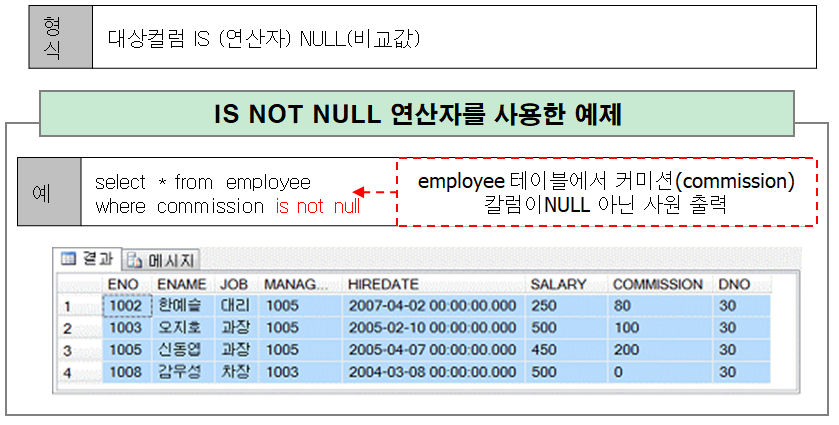 형식
대상컬럼 IS (연산자) NULL(비교값)
IS NOT NULL 연산자를 사용한 예제
예
select * from employee
where commission is not null
employee 테이블에서 커미션(commission)
칼럼이NULL 아닌 사원 출력
결과 메시지
ENO ENAME JOB MANAG... HIREDATE SALARY COMMISSION DNO
1 1002 한예슬 대리 1005 2007-04-02 00:00:00.000 250 80 30
2 1003 오지호 과장 1005 2005-02-10 00:00:00.000 500 100 30
3 1005 신동엽 과장 1005 2005-04-07 00:00:00.000 450 200 30
4 1008 감우성 차장 1003 2004-03-08 00:00:00.000 500 0 30